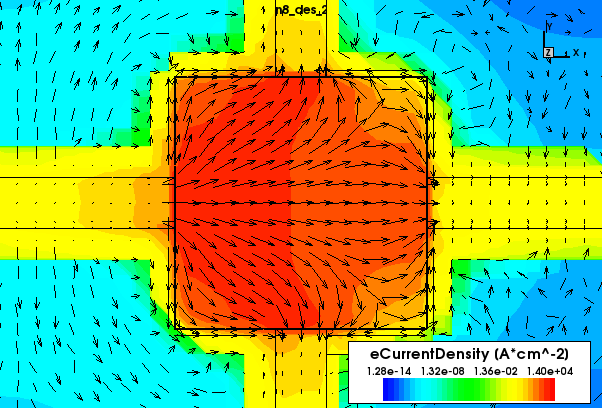 n8_des_2
Z X
eCurrentDensity (A*cm^-2)
1.28e-14 1.32e-08 1.36e-02 1.40e+04